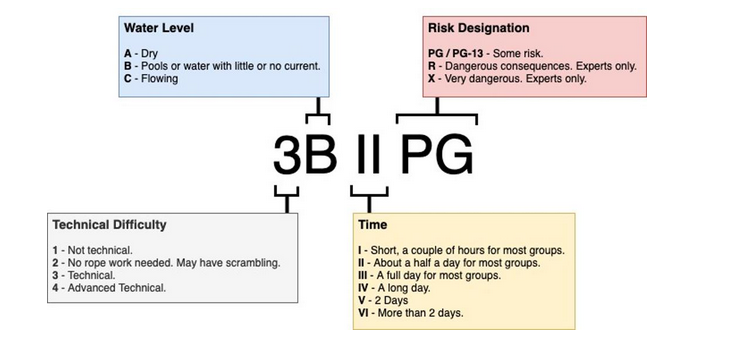 Water Level
A - Dry
B - Pools or water with little or no current.
C - Flowing
Risk Designation
PG / PG-13 - Some risk.
R - Dangerous consequences. Experts only.
X - Very dangerous. Experts only.
3B II PG
Technical Difficulty
1 - Not technical.
2 - No rope work needed. May have scrambling.
3 - Technical.
4 - Advanced Technical.
Time
I - Short, a couple of hours for most groups.
II - About a half a day for most groups.
III - A full day for most groups.
IV - A long day.
V - 2 Days
VI - More than 2 days.